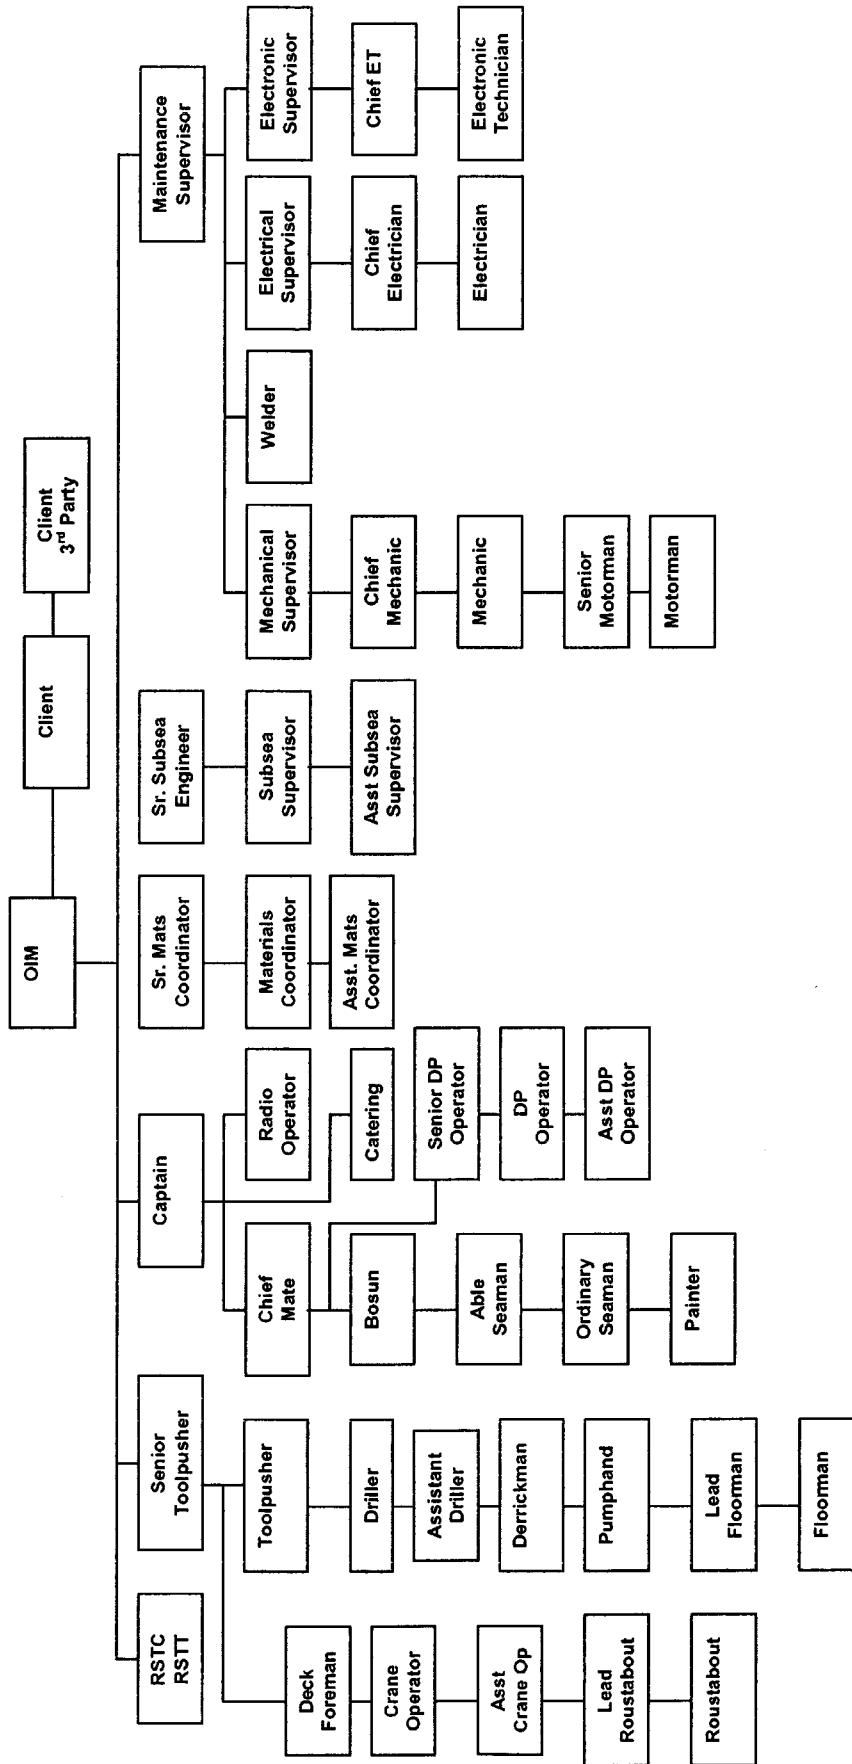 OIM
Client
Client
3rd Party
RSTC
RSTT
Senior
Toolpusher
Captain
Sr. Mats
Coordinator
Sr. Subsea
Engineer
Maintenance
Supervisor
Deck
Foreman
Crane
Operator
Asst
Crane Op
Lead
Roustabout
Roustabout
Toolpusher
Driller
Assistant
Driller
Derrickman
Pumphand
Lead
Floorman
Floorman
Chief
Mate
Radio
Operator
Catering
Bosun
Able
Seaman
Ordinary
Seaman
Painter
Senior DP
Operator
DP
Operator
Asst DP
Operator
Materials
Coordinator
Asst. Mats
Coordinator
Subsea
Supervisor
Asst Subsea
Supervisor
Mechanical
Supervisor
Chief
Mechanic
Mechanic
Senior
Motorman
Motorman
Welder
Electrical
Supervisor
Chief
Electrician
Electrician
Electronic
Supervisor
Chief ET
Electronic
Technician